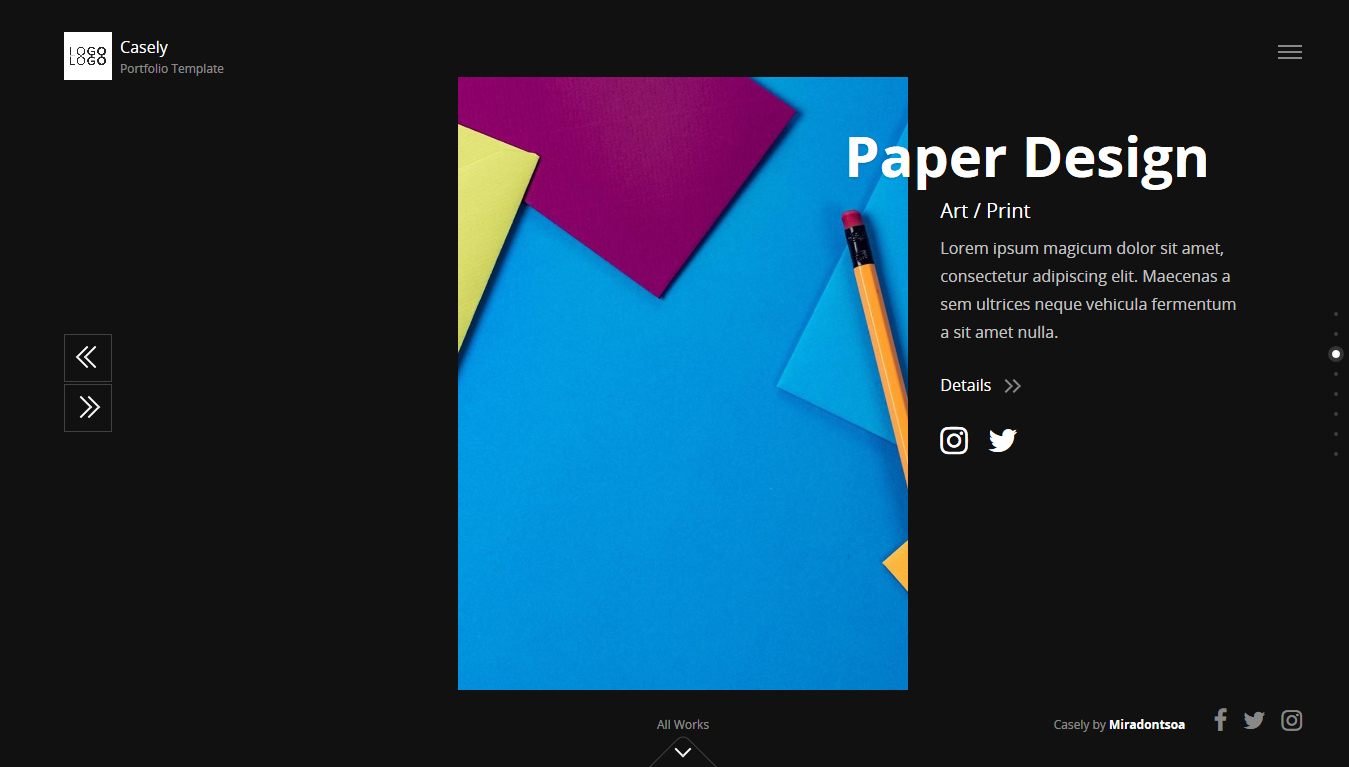 LOGO
LOGO
Casely
Portfolio Template
Paper Design
Art / Print
Lorem ipsum magicum dolor sit amet,
consectetur adipiscing elit. Maecenas a
sem ultrices neque vehicula fermentum
a sit amet nulla.
Details
All Works
Casely by Miradontsoa